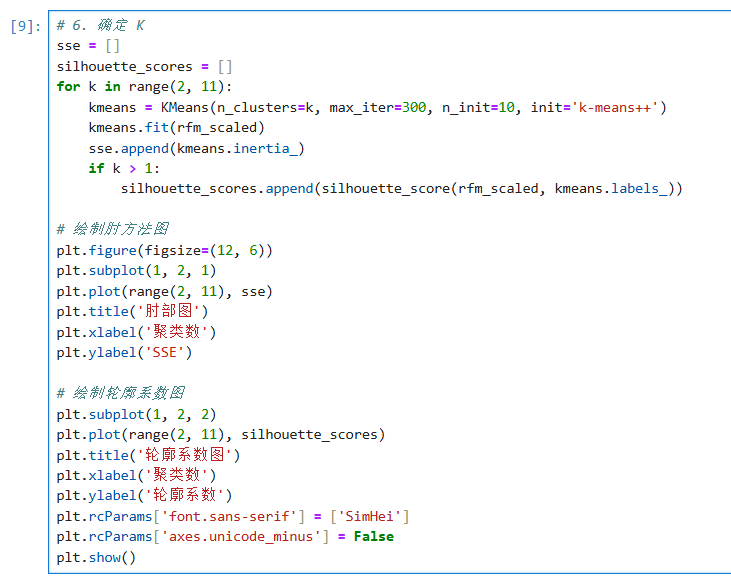 [9]:
# 6. 确定 K
sse = []
silhouette_scores = []
for k in range(2, 11):
    kmeans = KMeans(n_clusters=k, max_iter=300, n_init=10, init='k-means++')
    kmeans.fit(rfm_scaled)
    sse.append(kmeans.inertia_)
    if k > 1:
        silhouette_scores.append(silhouette_score(rfm_scaled, kmeans.labels_))

# 绘制肘方法图
plt.figure(figsize=(12, 6))
plt.subplot(1, 2, 1)
plt.plot(range(2, 11), sse)
plt.title('肘部图')
plt.xlabel('聚类数')
plt.ylabel('SSE')

# 绘制轮廓系数图
plt.subplot(1, 2, 2)
plt.plot(range(2, 11), silhouette_scores)
plt.title('轮廓系数图')
plt.xlabel('聚类数')
plt.ylabel('轮廓系数')
plt.rcParams['font.sans-serif'] = ['SimHei']
plt.rcParams['axes.unicode_minus'] = False
plt.show()